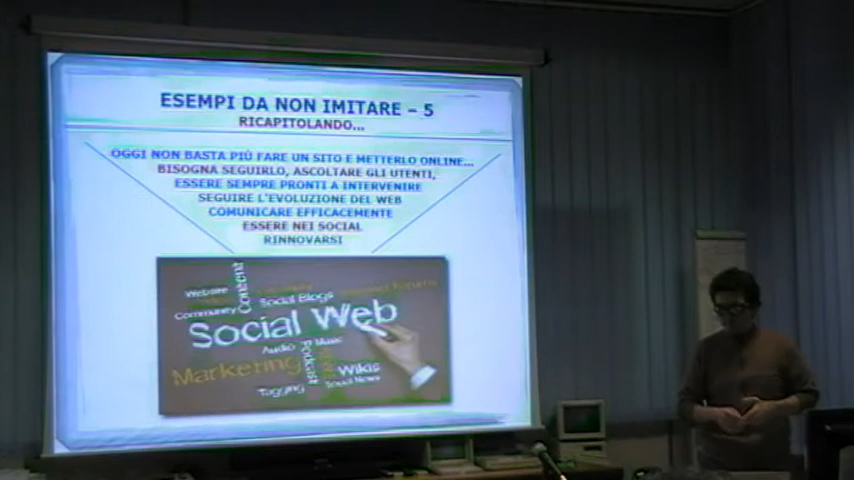 ESEMPI DA NON IMITARE – 5
RICAPITOLANDO...
OGGI NON BASTA PIÙ FARE UN SITO E METTERLO ONLINE...
BISOGNA SEGUIRLO, ASCOLTARE GLI UTENTI,
ESSERE SEMPRE PRONTI A INTERVENIRE
SEGUIRE L'EVOLUZIONE DEL WEB
COMUNICARE EFFICACEMENTE
ESSERE NEI SOCIAL
RINNOVARSI
Website
Content
Community
Social Blogs
Social Web
Audio
Music
Marketing
Podcast
Wikis
Tagging
Social News